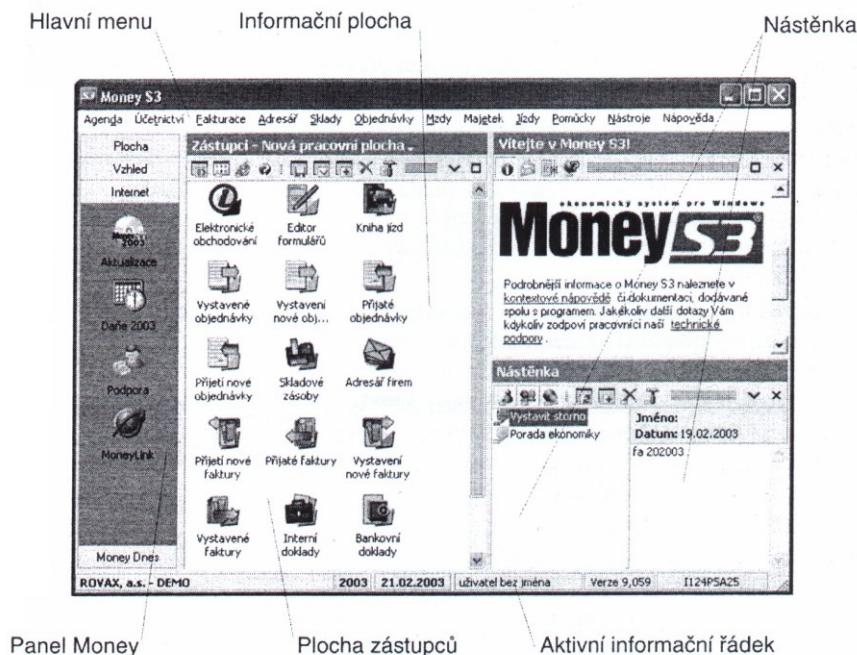 Hlavní menu
Informační plocha
Nástěnka
Money S3
Agenda Účetnictví Fakturace Adresář Sklady Objednávky Mzdy Majetek Jízdy Pomůcky Nástroje Nápověda
Plocha
Vzhled
Internet
Aktualizace
Daně 2003
Podpora
MoneyLink
Money Dnes
Zástupci - Nová pracovní plocha
Elektronické
obchodování
Editor
formulářů
Kniha jízd
Vystavené
objednávky
Vystavení
nové obj...
Přijaté
objednávky
Přijetí nové
objednávky
Skladové
zásoby
Adresář firem
Přijetí nové
faktury
Přijaté faktury
Vystavení
nové faktury
Vystavené
faktury
Interní
doklady
Bankovní
doklady
Vítejte v Money S3!
ekonomický systém pro Windows
Money S3
Podrobnější informace o Money S3 naleznete v
kontextové nápovědě či dokumentaci, dodávané
spolu s programem. Jakékoliv další dotazy Vám
kdykoliv zodpoví pracovníci naší technické
podpory .
Nástěnka
Vystavit storno
Porada ekonomiky
Jméno:
Datum: 19.02.2003
fa 202003
ROVAX, a.s. - DEMO 2003 21.02.2003 uživatel bez jména Verze 9,059 I124P5A25
Panel Money
Plocha zástupců
Aktivní informační řádek